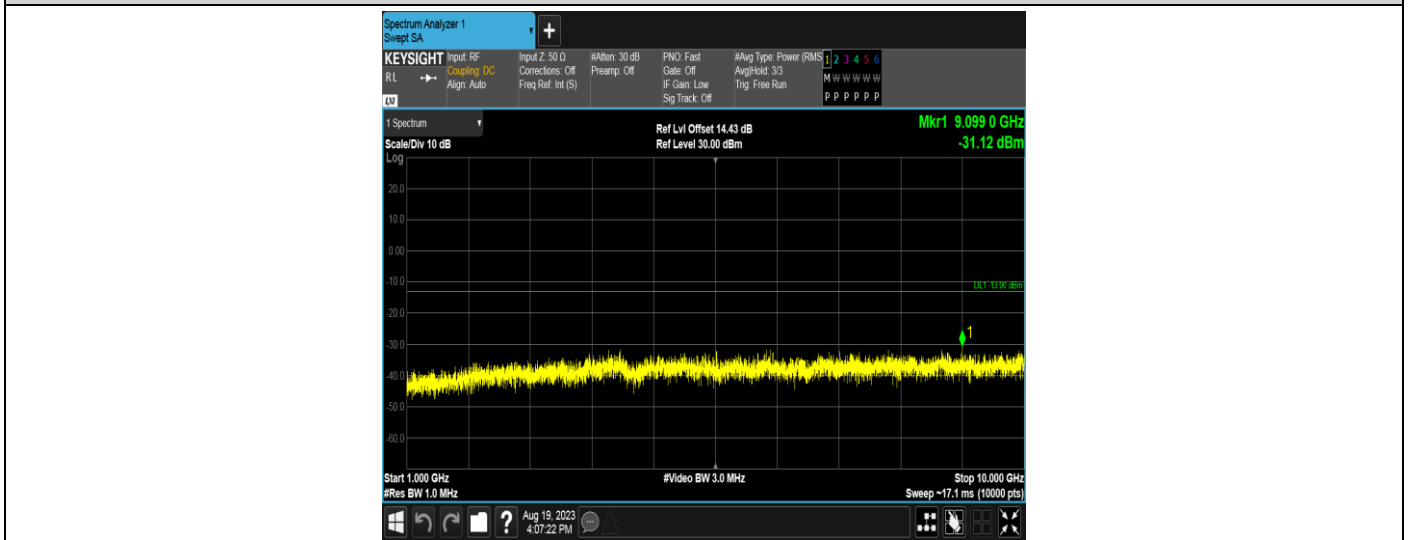 Spectrum Analyzer 1
Swept SA
+
KEYSIGHT
RL
LXI
Input: RF
Coupling: DC
Align: Auto
Input Z: 50 Ω
Corrections: Off
Freq Ref: Int (S)
#Atten: 30 dB
Preamp: Off
PNO: Fast
Gate: Off
IF Gain: Low
Sig Track: Off
#Avg Type: Power (RMS
Avg|Hold: 3/3
Trig: Free Run
1 2 3 4 5 6
M W W W W W
P P P P P P
1 Spectrum
Scale/Div 10 dB
Ref Lvl Offset 14.43 dB
Ref Level 30.00 dBm
Mkr1 9.099 0 GHz
-31.12 dBm
Log
20.0
10.0
0.00
-10.0
DL1 -13.00 dBm
-20.0
1
-30.0
-40.0
-50.0
-60.0
Start 1.000 GHz
#Video BW 3.0 MHz
Stop 10.000 GHz
#Res BW 1.0 MHz
Sweep ~17.1 ms (10000 pts)
?
Aug 19, 2023
4:07:22 PM